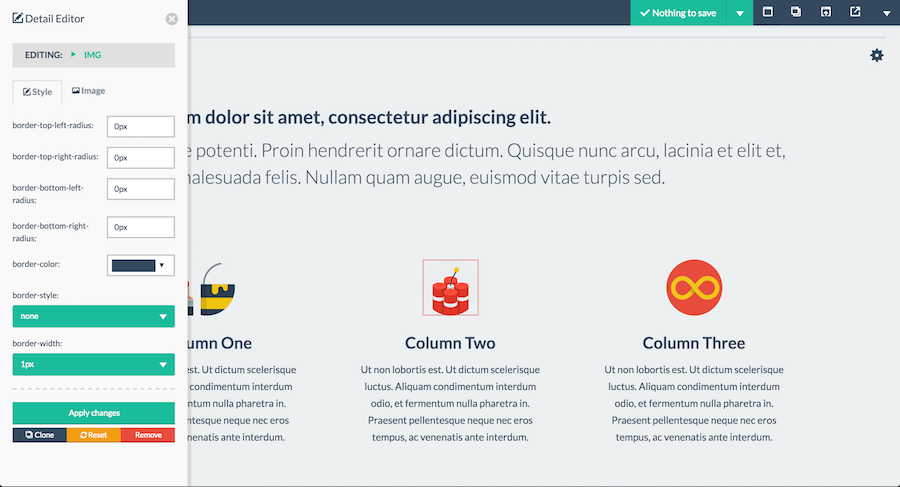 Detail Editor
EDITING: IMG
Style
Image
border-top-left-radius:
0px
border-top-right-radius:
0px
border-bottom-left-
radius:
0px
border-bottom-right-
radius:
0px
border-color:
border-style:
none
border-width:
1px
Apply changes
Clone
Reset
Remove
Nothing to save
dolor sit amet, consectetur adipiscing elit.
potenti. Proin hendrerit ornare dictum. Quisque nunc arcu, lacinia et elit et,
alesuada felis. Nullam quam augue, euismod vitae turpis sed.
umn One
est. Ut dictum scelerisque
condimentum interdum
ntum nulla pharetra in.
entesque neque nec eros
enenatis ante interdum.
Column Two
Ut non lobortis est. Ut dictum scelerisque
luctus. Aliquam condimentum interdum
odio, et fermentum nulla pharetra in.
Praesent pellentesque neque nec eros
tempus, ac venenatis ante interdum.
Column Three
Ut non lobortis est. Ut dictum scelerisque
luctus. Aliquam condimentum interdum
odio, et fermentum nulla pharetra in.
Praesent pellentesque neque nec eros
tempus, ac venenatis ante interdum.